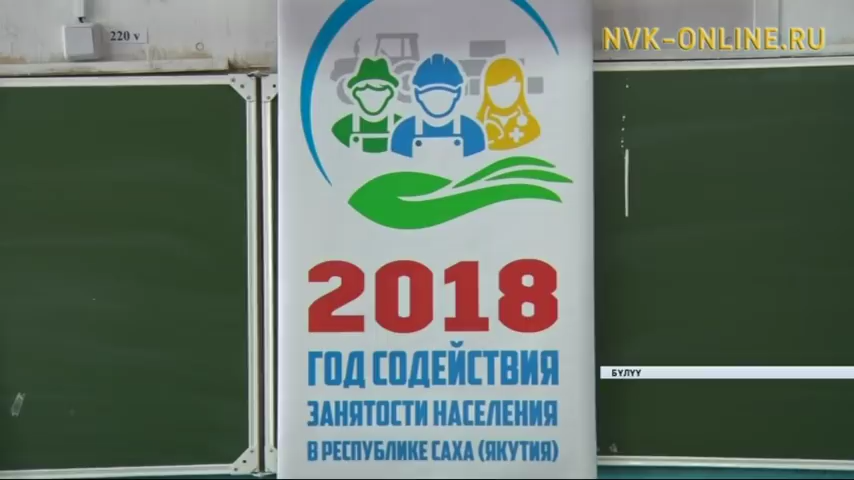 220 v
NVK-ONLINE.RU
2018
ГОД СОДЕЙСТВИЯ
ЗАНЯТОСТИ НАСЕЛЕНИЯ
В РЕСПУБЛИКЕ САХА (ЯКУТИЯ)
БҮЛҮҮ